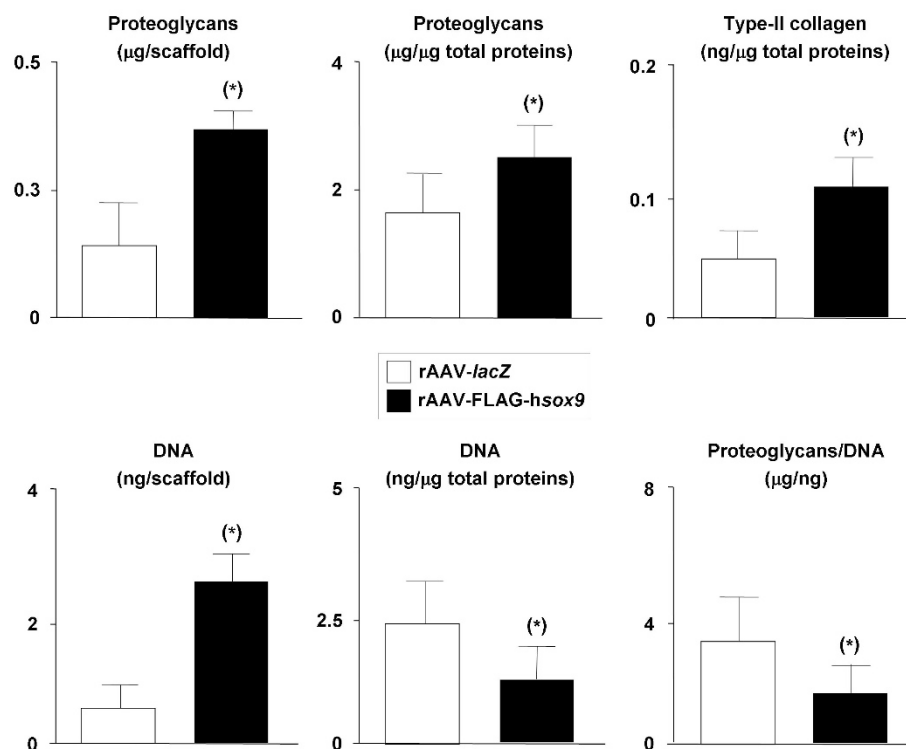 Proteoglycans
(μg/scaffold)
0.5
(*)
0.3
0
Proteoglycans
(μg/μg total proteins)
4
(*)
2
0
Type-II collagen
(ng/μg total proteins)
0.2
(*)
0.1
0
rAAV-lacZ
rAAV-FLAG-hsox9
DNA
(ng/scaffold)
4
(*)
2
0
DNA
(ng/μg total proteins)
5
2.5
(*)
0
Proteoglycans/DNA
(μg/ng)
8
4
(*)
0